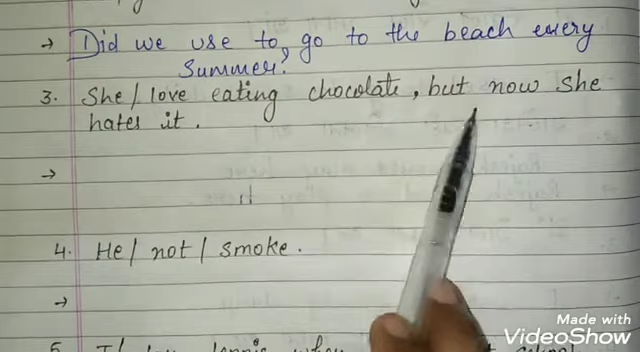 → Did we use to, go to the beach every
summer?
3. She / love eating chocolate, but now she
hates it.
→
4. He / not / smoke.
→
5.
Made with
VideoShow